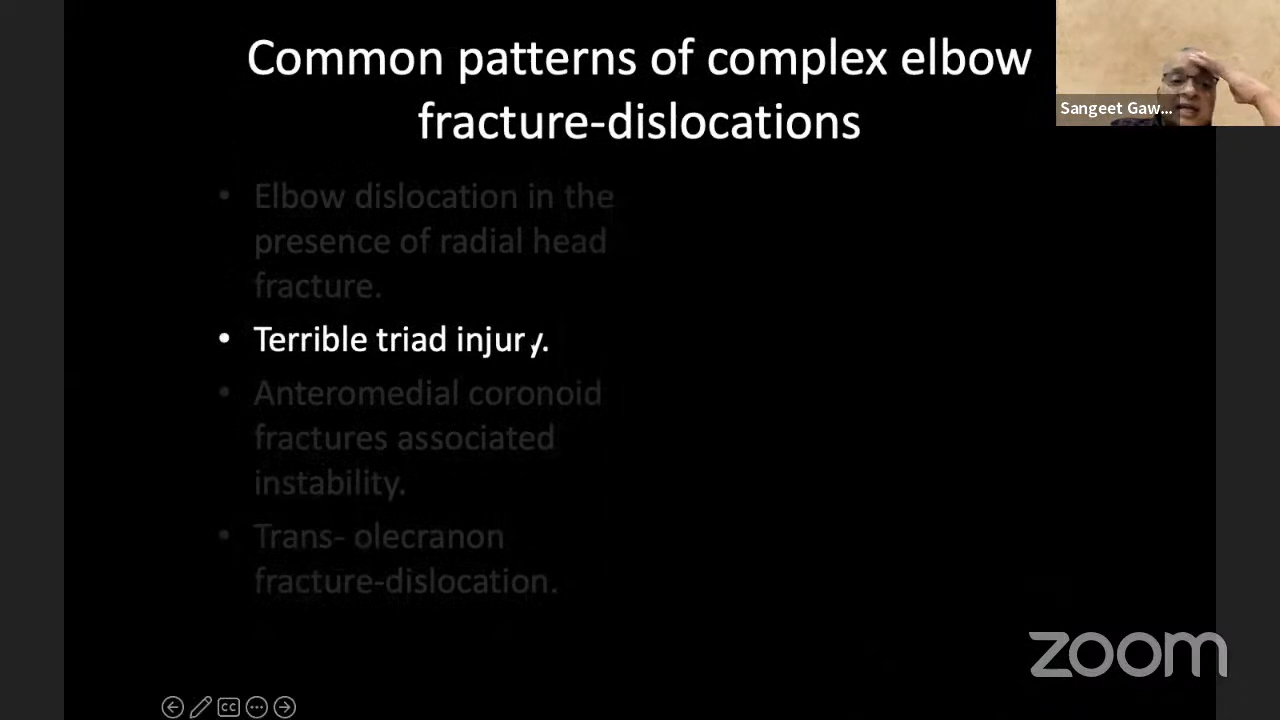 Common patterns of complex elbow
fracture-dislocations
Sangeet Gaw...
• Elbow dislocation in the
presence of radial head
fracture.
• Terrible triad injury.
• Anteromedial coronoid
fractures associated
instability.
• Trans- olecranon
fracture-dislocation.
zoom
CC